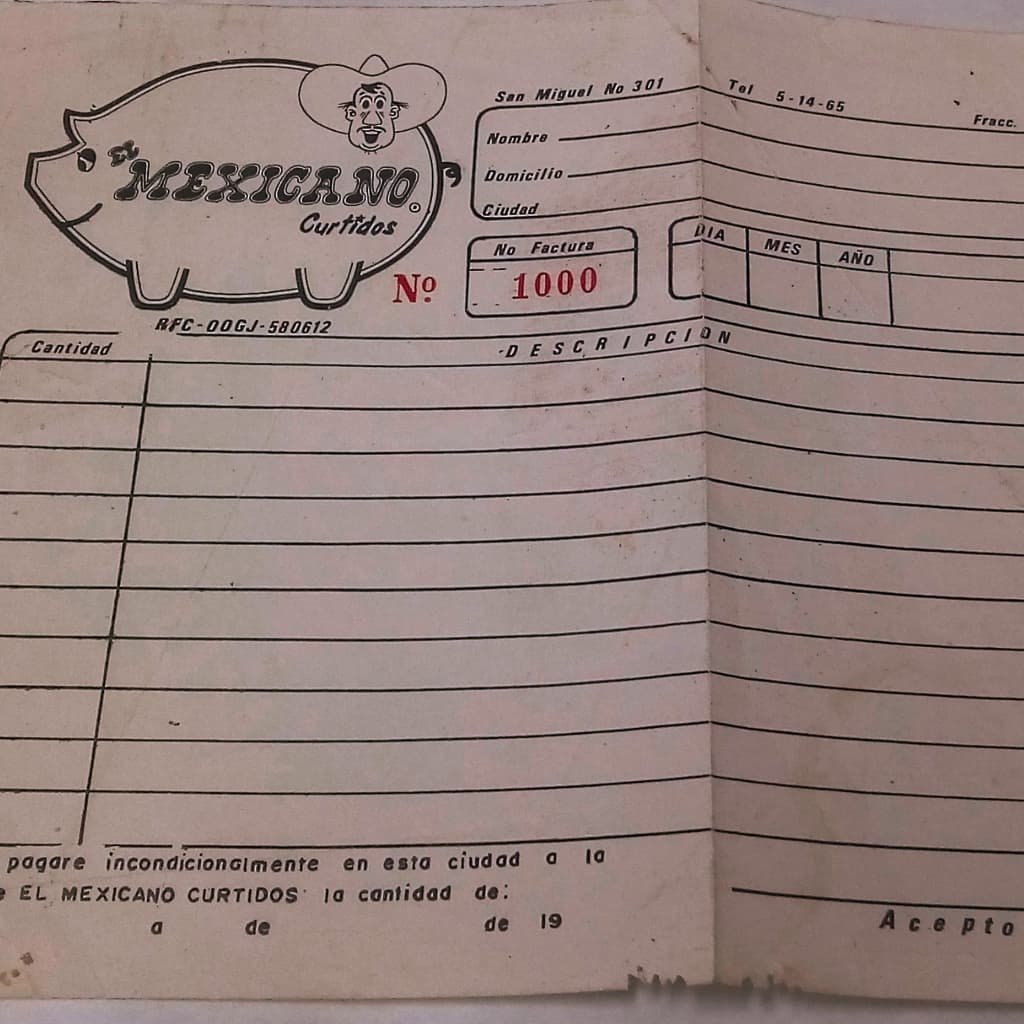 San Miguel No 301 Tel 5-14-65
Fracc.
EL
MEXICANO
Curtidos
Nombre
Domicilio
Ciudad
No Factura
Nº 1000
DIA MES AÑO
RFC-OOGJ-580612
Cantidad DESCRIPCION
pagare incondicionalmente en esta ciudad a la
e EL MEXICANO CURTIDOS la cantidad de:
a de de 19
Acepto